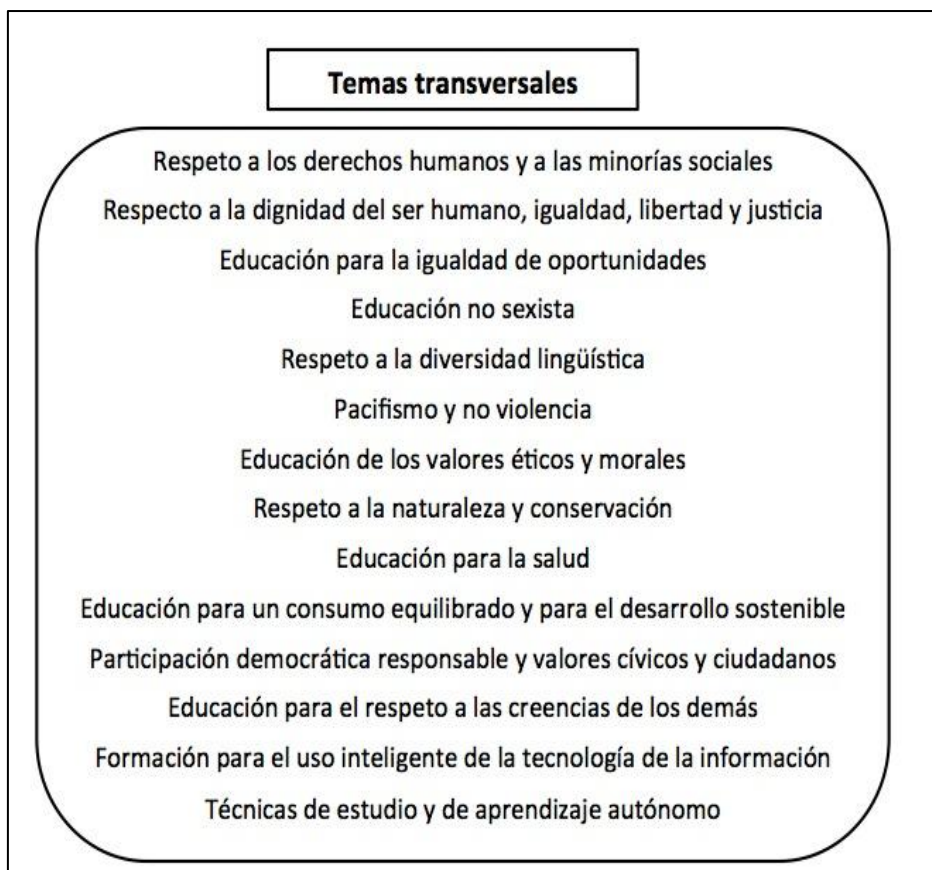 Temas transversales
Respeto a los derechos humanos y a las minorías sociales
Respecto a la dignidad del ser humano, igualdad, libertad y justicia
Educación para la igualdad de oportunidades
Educación no sexista
Respeto a la diversidad lingüística
Pacifismo y no violencia
Educación de los valores éticos y morales
Respeto a la naturaleza y conservación
Educación para la salud
Educación para un consumo equilibrado y para el desarrollo sostenible
Participación democrática responsable y valores cívicos y ciudadanos
Educación para el respeto a las creencias de los demás
Formación para el uso inteligente de la tecnología de la información
Técnicas de estudio y de aprendizaje autónomo